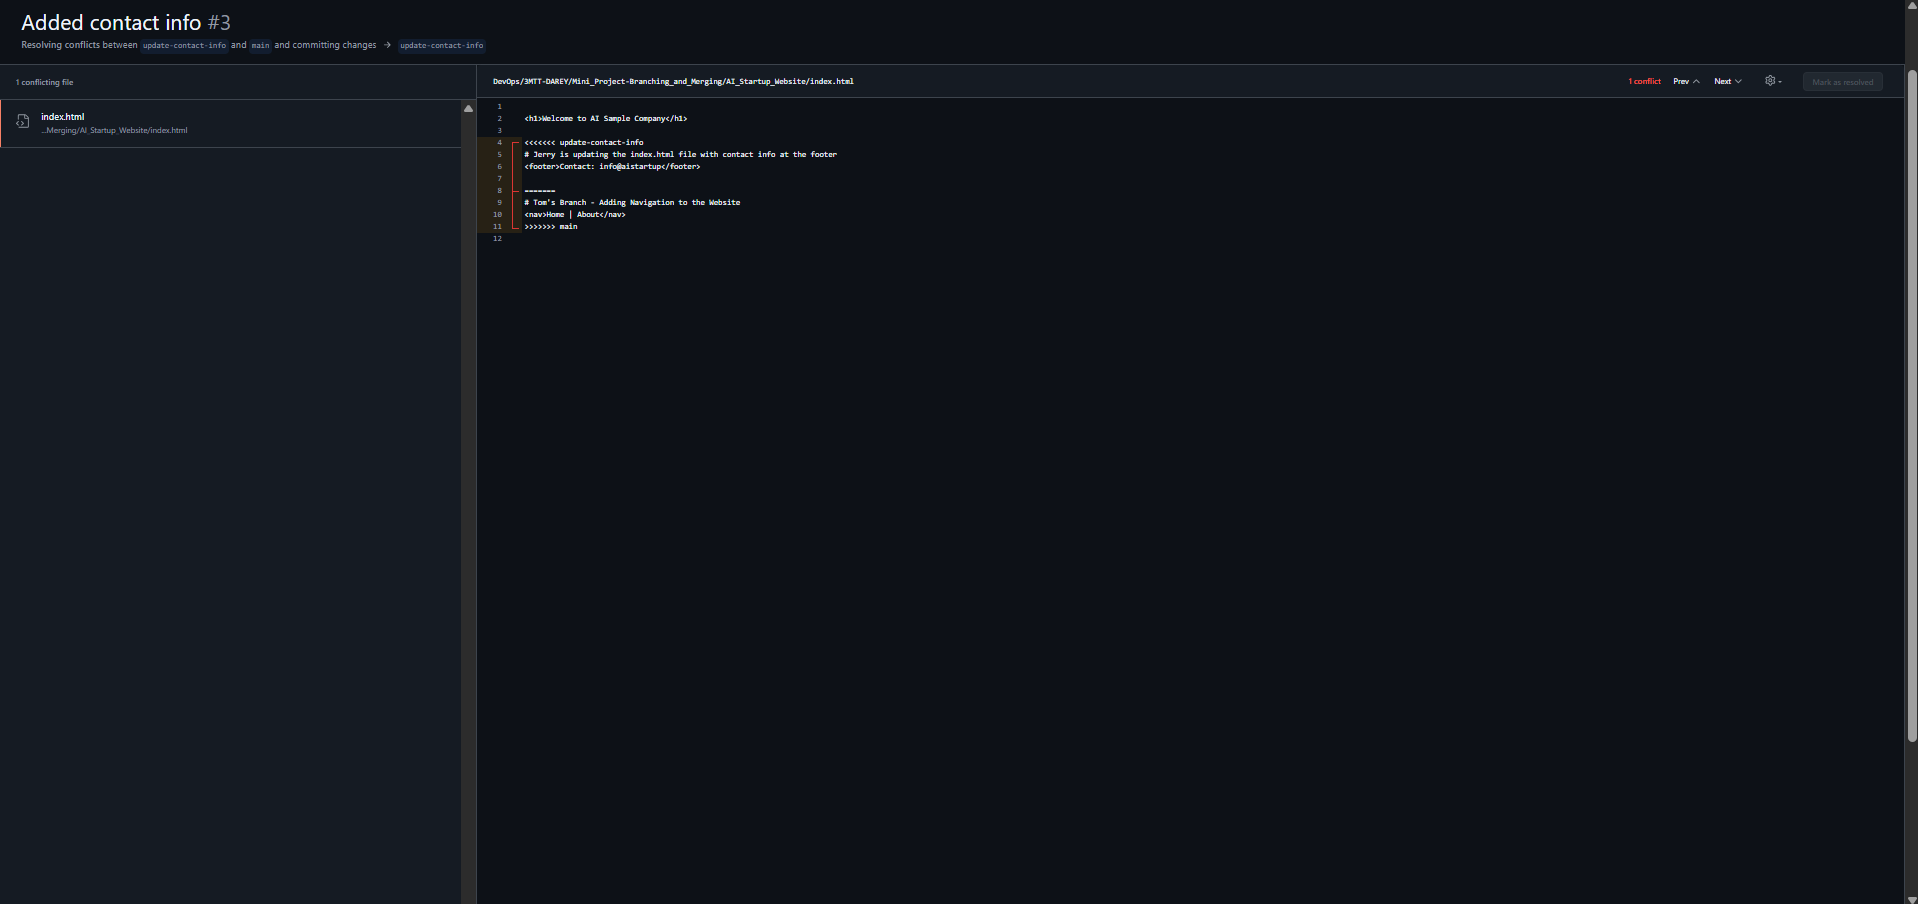 Added contact info #3
Resolving conflicts between update-contact-info and main and committing changes → update-contact-info
1 conflicting file
index.html
…Merging/AI_Startup_Website/index.html
DevOps/3MTT-DAREY/Mini_Project-Branching_and_Merging/AI_Startup_Website/index.html
1 conflict Prev Next Mark as resolved
1
2 <h1>Welcome to AI Sample Company</h1>
3
4 <<<<<<< update-contact-info
5 # Jerry is updating the index.html file with contact info at the footer
6 <footer>Contact: info@aistartup</footer>
7
8 =======
9 # Tom's Branch - Adding Navigation to the Website
10 <nav>Home | About</nav>
11 >>>>>>> main
12